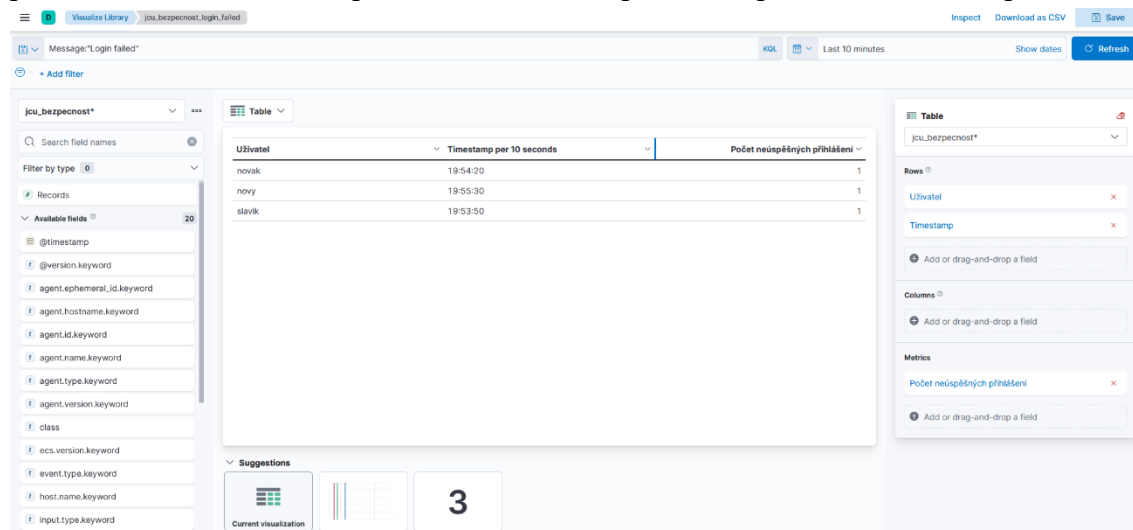 D Visualize Library jcu_bezpecnost_login_failed Inspect Download as CSV Save
Message:"Login failed" KQL Last 10 minutes Show dates Refresh
+ Add filter
jcu_bezpecnost*
Search field names
Filter by type 0
Records
Available fields 20
@timestamp
t @version.keyword
t agent.ephemeral_id.keyword
t agent.hostname.keyword
t agent.id.keyword
t agent.name.keyword
t agent.type.keyword
t agent.version.keyword
t class
t ecs.version.keyword
t event.type.keyword
t host.name.keyword
t input.type.keyword
Table
Uživatel Timestamp per 10 seconds Počet neúspěšných přihlášení
novak 19:54:20 1
novy 19:55:30 1
slavik 19:53:50 1
Suggestions
Current visualization
3
Table
jcu_bezpecnost*
Rows
Uživatel
Timestamp
Add or drag-and-drop a field
Columns
Add or drag-and-drop a field
Metrics
Počet neúspěšných přihlášení
Add or drag-and-drop a field